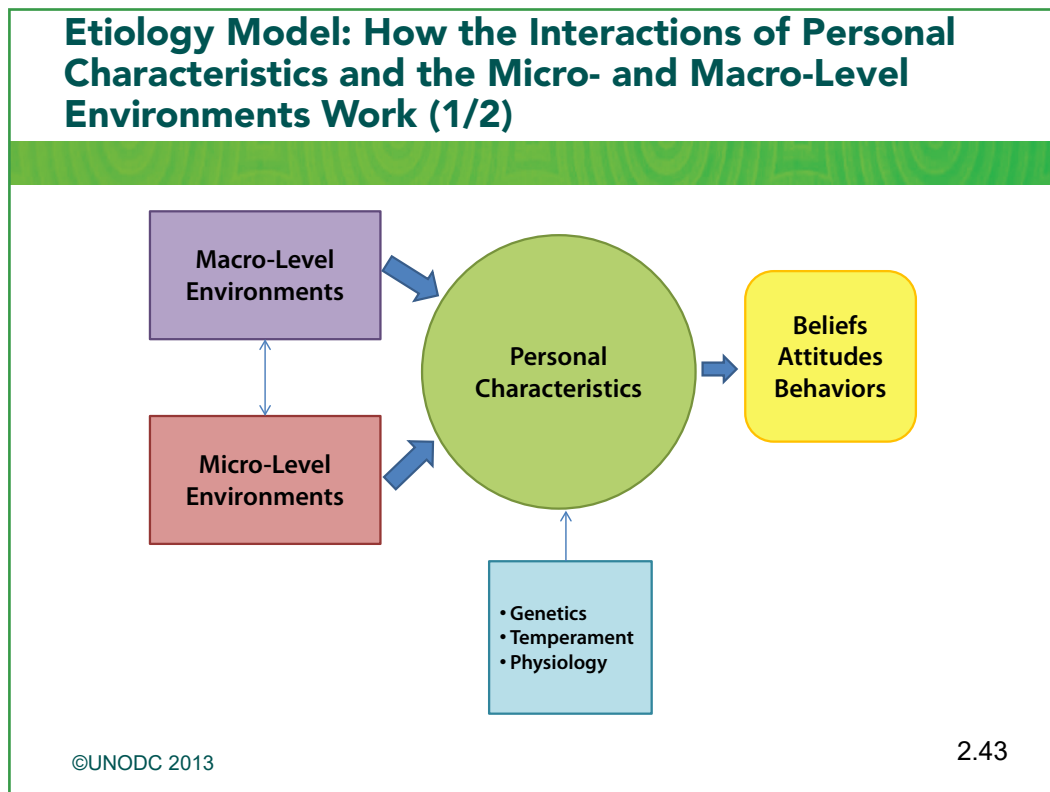 Etiology Model: How the Interactions of Personal
Characteristics and the Micro- and Macro-Level
Environments Work (1/2)
Macro-Level
Environments
Micro-Level
Environments
Personal
Characteristics
Beliefs
Attitudes
Behaviors
• Genetics
• Temperament
• Physiology
©UNODC 2013
2.43